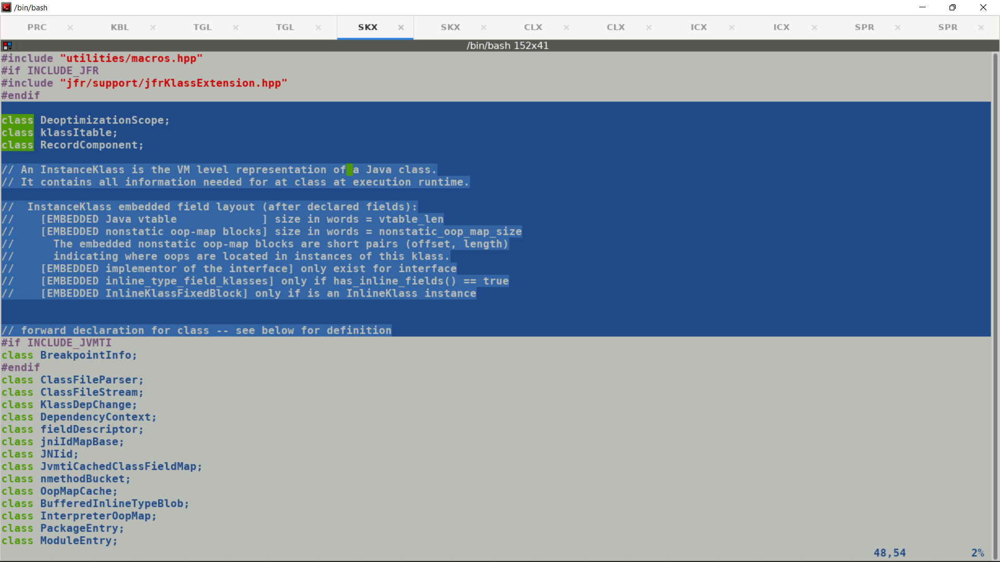 /bin/bash
PRC × KBL × TGL × TGL × SKX × SKX × CLX × CLX × ICX × ICX × SPR × SPR ×
/bin/bash 152x41
#include "utilities/macros.hpp"
#if INCLUDE_JFR
#include "jfr/support/jfrKlassExtension.hpp"
#endif
class DeoptimizationScope;
class klassItable;
class RecordComponent;
// An InstanceKlass is the VM level representation of a Java class.
// It contains all information needed for at class at execution runtime.
//  InstanceKlass embedded field layout (after declared fields):
//    [EMBEDDED Java vtable             ] size in words = vtable_len
//    [EMBEDDED nonstatic oop-map blocks] size in words = nonstatic_oop_map_size
//      The embedded nonstatic oop-map blocks are short pairs (offset, length)
//      indicating where oops are located in instances of this klass.
//    [EMBEDDED implementor of the interface] only exist for interface
//    [EMBEDDED inline_type_field_klasses] only if has_inline_fields() == true
//    [EMBEDDED InlineKlassFixedBlock] only if is an InlineKlass instance
// forward declaration for class -- see below for definition
#if INCLUDE_JVMTI
class BreakpointInfo;
#endif
class ClassFileParser;
class ClassFileStream;
class KlassDepChange;
class DependencyContext;
class fieldDescriptor;
class jniIdMapBase;
class JNIid;
class JvmtiCachedClassFieldMap;
class nmethodBucket;
class OopMapCache;
class BufferedInlineTypeBlob;
class InterpreterOopMap;
class PackageEntry;
class ModuleEntry;
48,54 2%